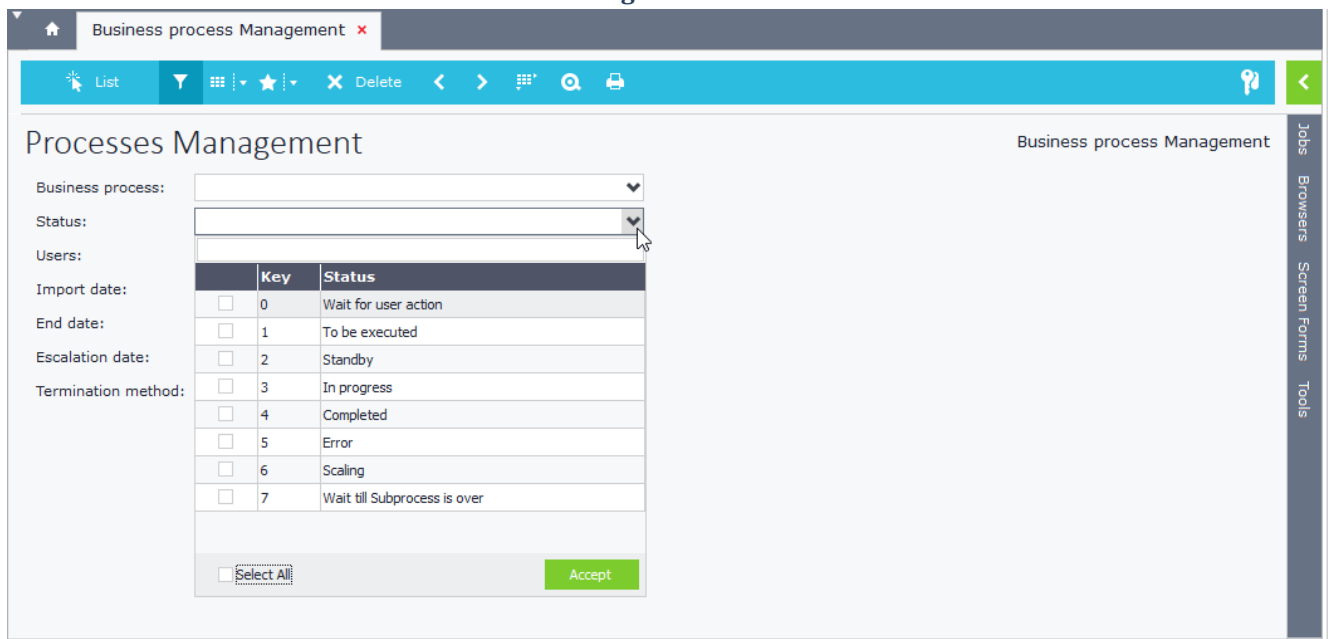 Business process Management
List
Delete
Processes Management
Business process Management
Business process:
Status:
Users:
Import date:
End date:
Escalation date:
Termination method:
Key Status
0 Wait for user action
1 To be executed
2 Standby
3 In progress
4 Completed
5 Error
6 Scaling
7 Wait till Subprocess is over
Select All
Accept
Jobs
Browsers
Screen Forms
Tools